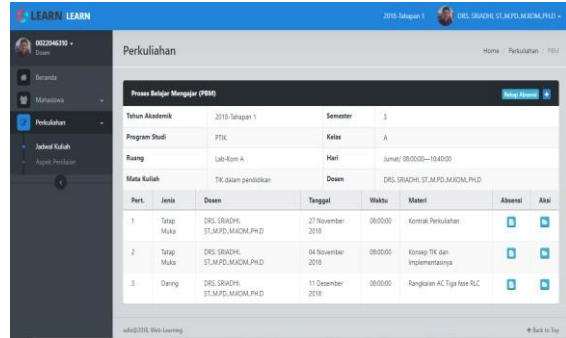 LEARN LEARN
2018-Tahapan 1
DRS. SRIADHI, ST.,M.PD.,M.KOM.,PH.D
0022046310
Dosen
Beranda
Mahasiswa
Perkuliahan
Jadwal Kuliah
Aspek Penilaian
Perkuliahan
Home / Perkuliahan / PBM
Proses Belajar Mengajar (PBM)
Rekap Absensi
Tahun Akademik 2018-Tahapan 1 Semester 3
Program Studi PTIK Kelas A
Ruang Lab-Kom A Hari Jumat/ 08:00:00—10:40:00
Mata Kuliah TIK dalam pendidikan Dosen DRS. SRIADHI, ST.,M.PD.,M.KOM.,PH.D
Pert. Jenis Dosen Tanggal Waktu Materi Absensi Aksi
1 Tatap Muka DRS. SRIADHI, ST.,M.PD.,M.KOM.,PH.D 27 November 2018 08:00:00 Kontrak Perkuliahan
2 Tatap Muka DRS. SRIADHI, ST.,M.PD.,M.KOM.,PH.D 04 November 2018 08:00:00 Konsep TIK dan Implementasinya
3 Daring DRS. SRIADHI, ST.,M.PD.,M.KOM.,PH.D 11 Desember 2018 08:00:00 Rangkaian AC Tiga fase RLC
Web Learning
Back to Top